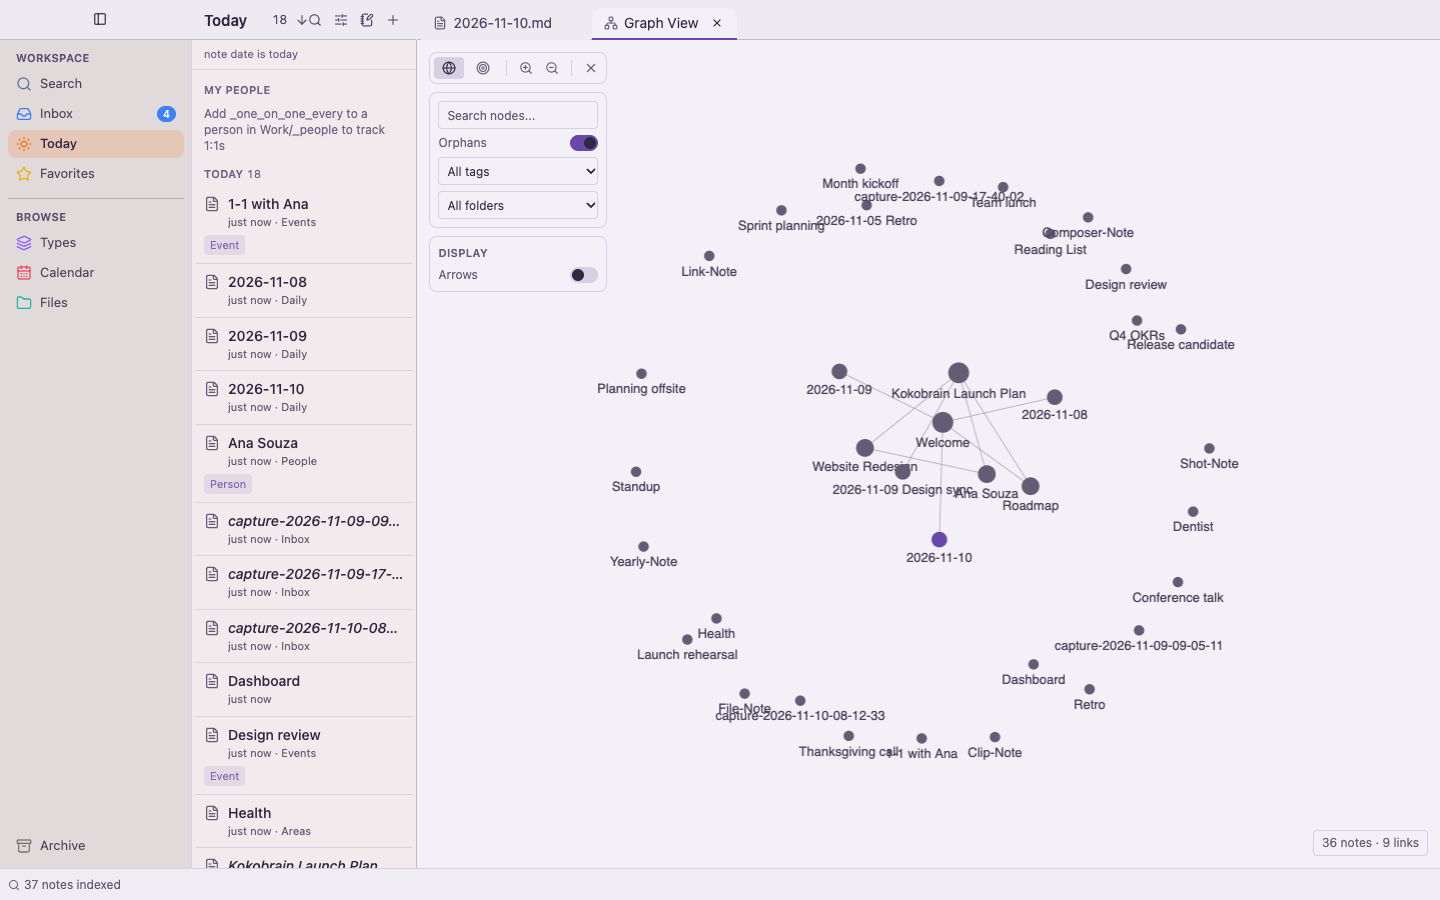 WORKSPACE
Search
Inbox
4
Today
Favorites
BROWSE
Types
Calendar
Files
Archive
Today
18
note date is today
MY PEOPLE
Add _one_on_one_every to a
person in Work/_people to track
1:1s
TODAY 18
1-1 with Ana
just now · Events
Event
2026-11-08
just now · Daily
2026-11-09
just now · Daily
2026-11-10
just now · Daily
Ana Souza
just now · People
Person
capture-2026-11-09-09...
just now · Inbox
capture-2026-11-09-17-...
just now · Inbox
capture-2026-11-10-08...
just now · Inbox
Dashboard
just now
Design review
just now · Events
Event
Health
just now · Areas
Kokobrain Launch Plan
2026-11-10.md
Graph View
Search nodes...
Orphans
All tags
All folders
DISPLAY
Arrows
Month kickoff
capture-2026-11-09-17-40-02
Team lunch
Sprint planning
2026-11-05 Retro
Composer-Note
Reading List
Link-Note
Design review
Q4 OKRs
Release candidate
Planning offsite
2026-11-09
Kokobrain Launch Plan
2026-11-08
Welcome
Website Redesign
Shot-Note
Standup
2026-11-09 Design sync
Ana Souza
Roadmap
Dentist
Yearly-Note
2026-11-10
Conference talk
Health
Launch rehearsal
capture-2026-11-09-09-05-11
Dashboard
Retro
File-Note
capture-2026-11-10-08-12-33
Thanksgiving call
1-1 with Ana
Clip-Note
36 notes · 9 links
37 notes indexed